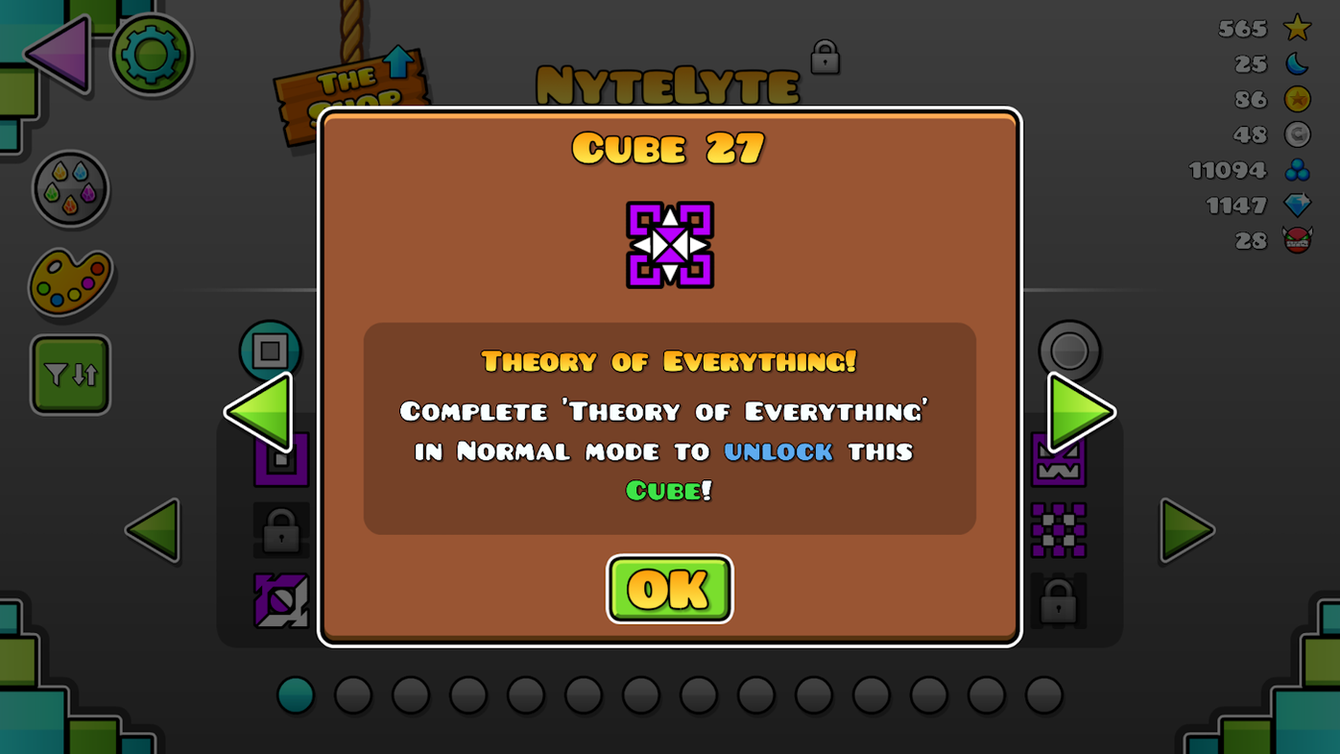 565
25
The
Shop
NyteLyte
86
48
11094
1147
28
Cube 27
Theory of Everything!
Complete 'Theory of Everything'
in Normal mode to unlock this
Cube!
OK